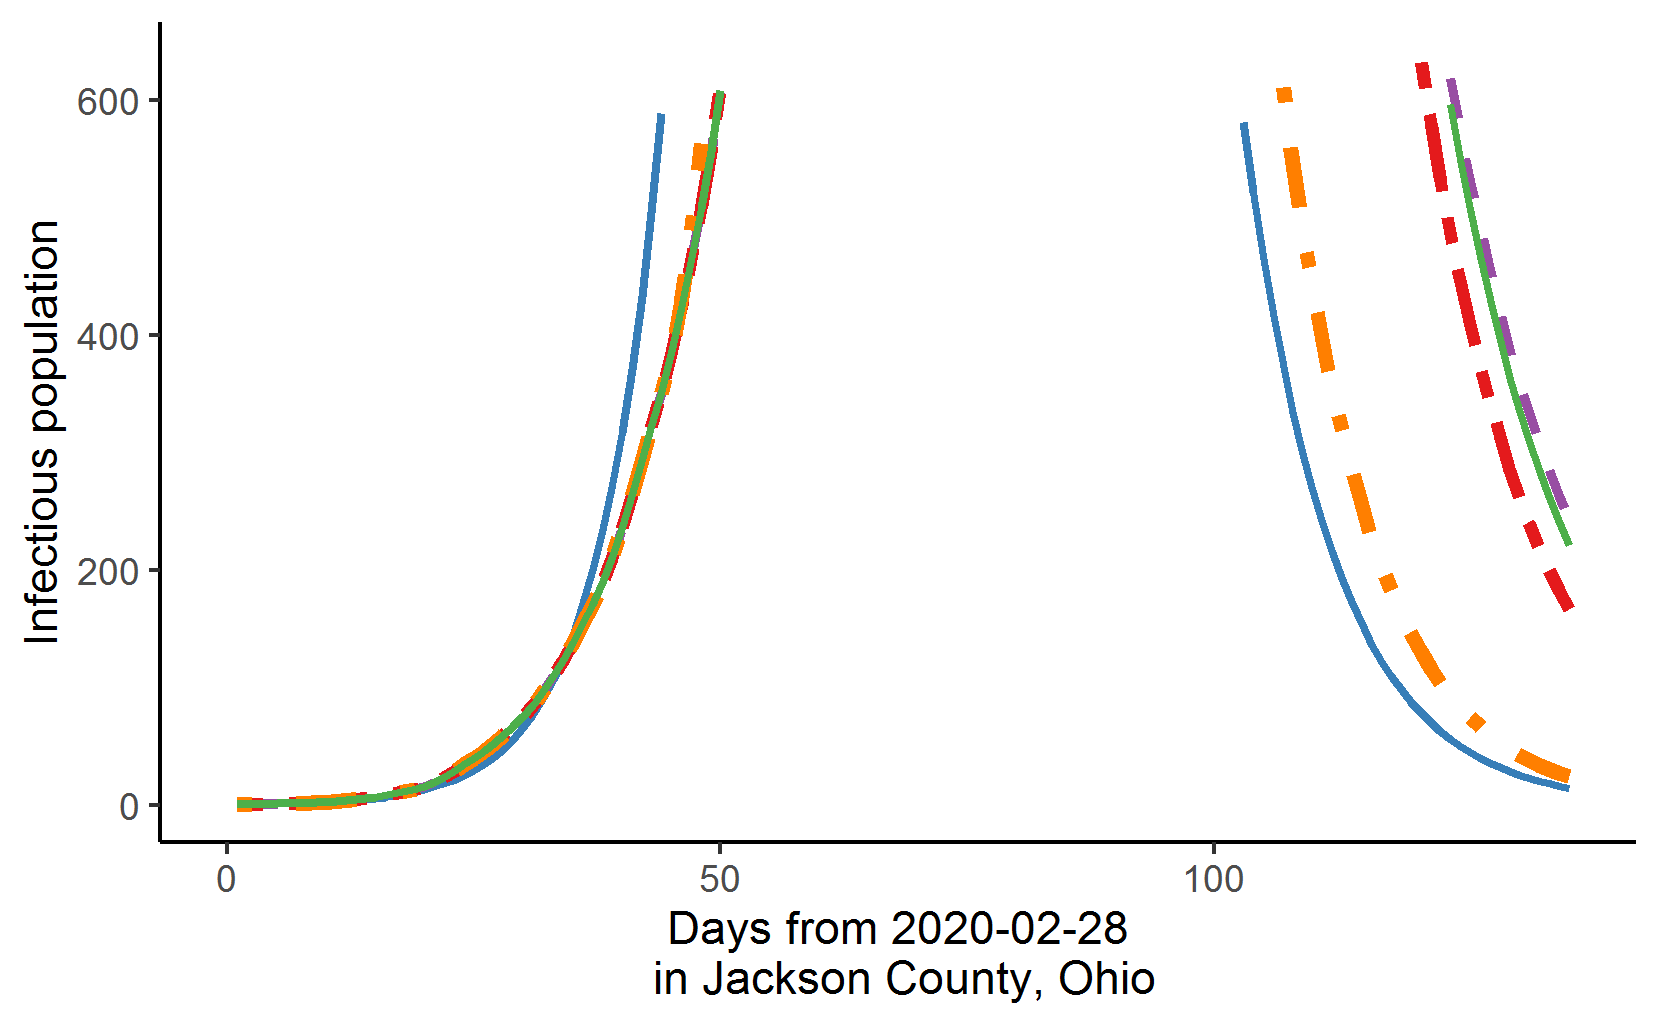 Infectious population
600
400
200
0
0 50 100
Days from 2020-02-28
in Jackson County, Ohio